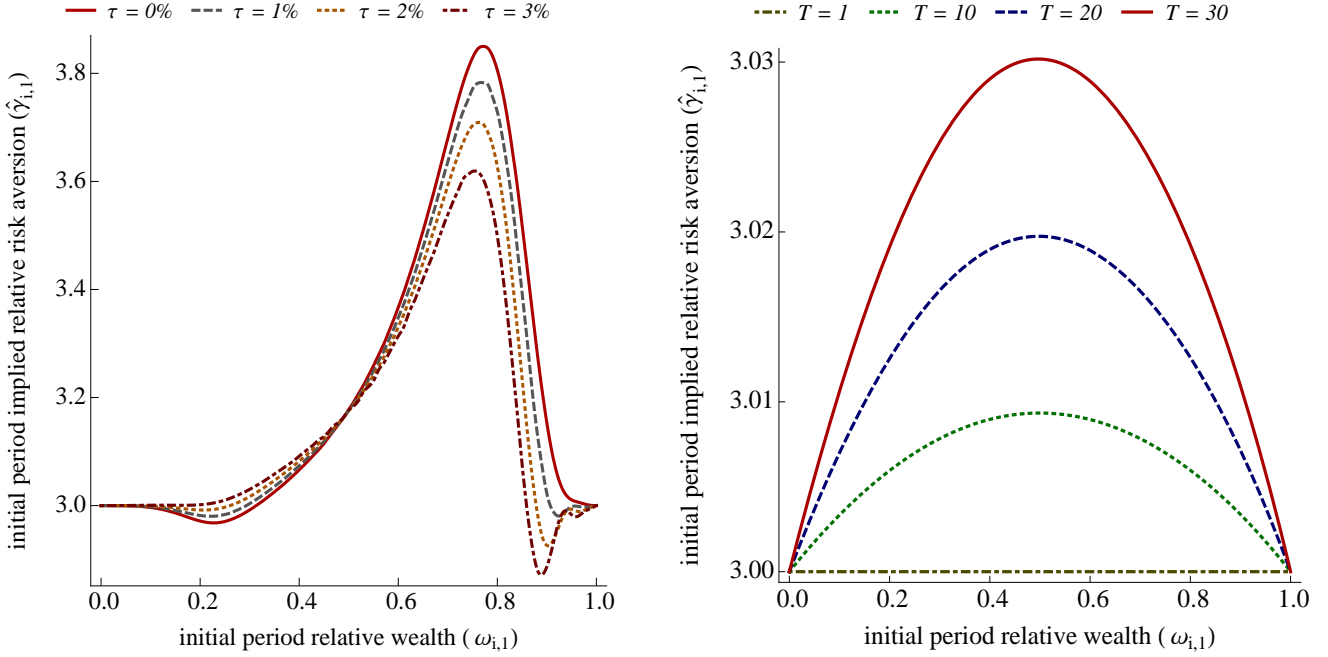 τ = 0% τ = 1% τ = 2% τ = 3%
initial period implied relative risk aversion (γ̂i,1)
3.8
3.6
3.4
3.2
3.0
0.0 0.2 0.4 0.6 0.8 1.0
initial period relative wealth ( ωi,1)
T = 1 T = 10 T = 20 T = 30
initial period implied relative risk aversion (γ̂i,1)
3.03
3.02
3.01
3.00
0.0 0.2 0.4 0.6 0.8 1.0
initial period relative wealth ( ωi,1)